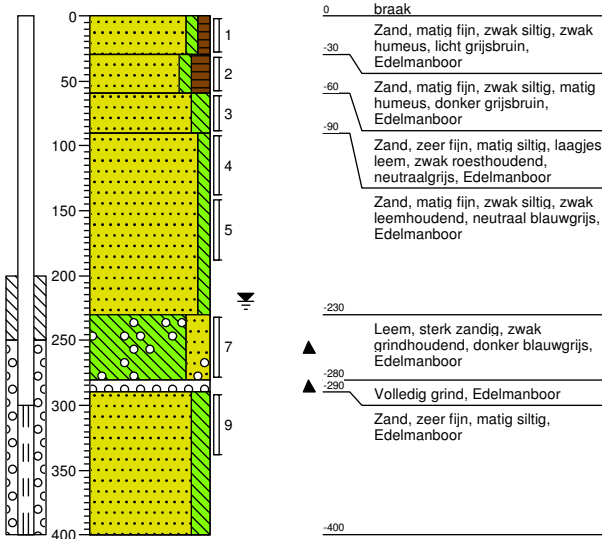 0
50
100
150
200
250
300
350
400
1
2
3
4
5
7
9
0 braak
Zand, matig fijn, zwak siltig, zwak
humeus, licht grijsbruin,
Edelmanboor
-30
Zand, matig fijn, zwak siltig, matig
humeus, donker grijsbruin,
Edelmanboor
-60
Zand, zeer fijn, matig siltig, laagjes
leem, zwak roesthoudend,
neutraalgrijs, Edelmanboor
-90
Zand, matig fijn, zwak siltig, zwak
leemhoudend, neutraal blauwgrijs,
Edelmanboor
-230
Leem, sterk zandig, zwak
grindhoudend, donker blauwgrijs,
Edelmanboor
-280
-290
Volledig grind, Edelmanboor
Zand, zeer fijn, matig siltig,
Edelmanboor
-400